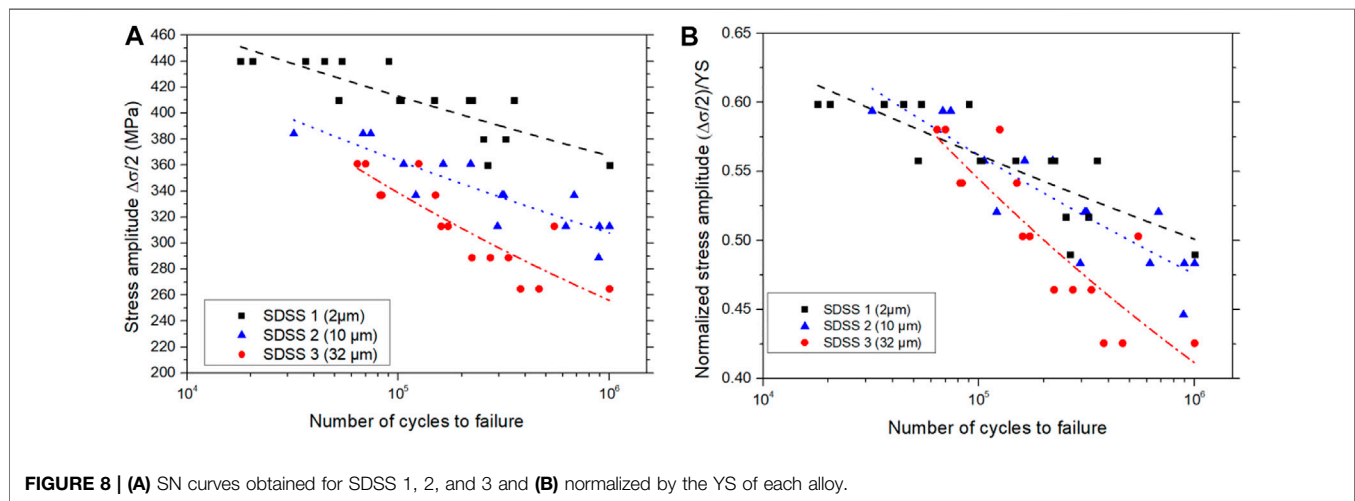 A
Stress amplitude Δσ/2 (MPa)
440
420
400
380
360
340
320
300
280
260
240
220
200
SDSS 1 (2µm)
SDSS 2 (10 µm)
SDSS 3 (32 µm)
10⁴
10⁵
10⁶
Number of cycles to failure
B
Normalized stress amplitude (Δσ/2)/YS
0.65
0.60
0.55
0.50
0.45
0.40
SDSS 1 (2µm)
SDSS 2 (10 µm)
SDSS 3 (32 µm)
10⁴
10⁵
10⁶
Number of cycles to failure
FIGURE 8 | (A) SN curves obtained for SDSS 1, 2, and 3 and (B) normalized by the YS of each alloy.